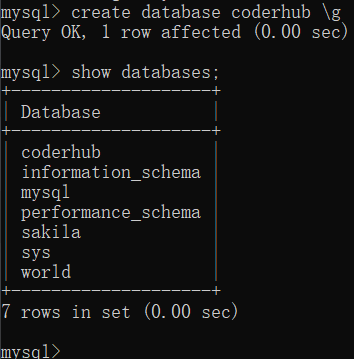 mysql> create database coderhub \g
Query OK, 1 row affected (0.00 sec)
mysql> show databases;
+--------------------+
| Database           |
+--------------------+
| coderhub           |
| information_schema |
| mysql              |
| performance_schema |
| sakila             |
| sys                |
| world              |
+--------------------+
7 rows in set (0.00 sec)
mysql>